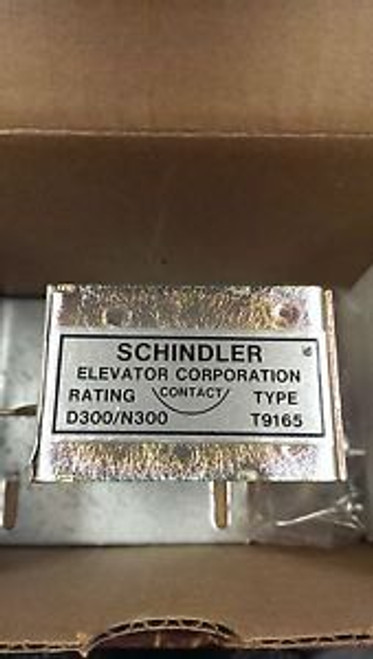 SCHINDLER
ELEVATOR CORPORATION
RATING CONTACT TYPE
D300/N300 T9165